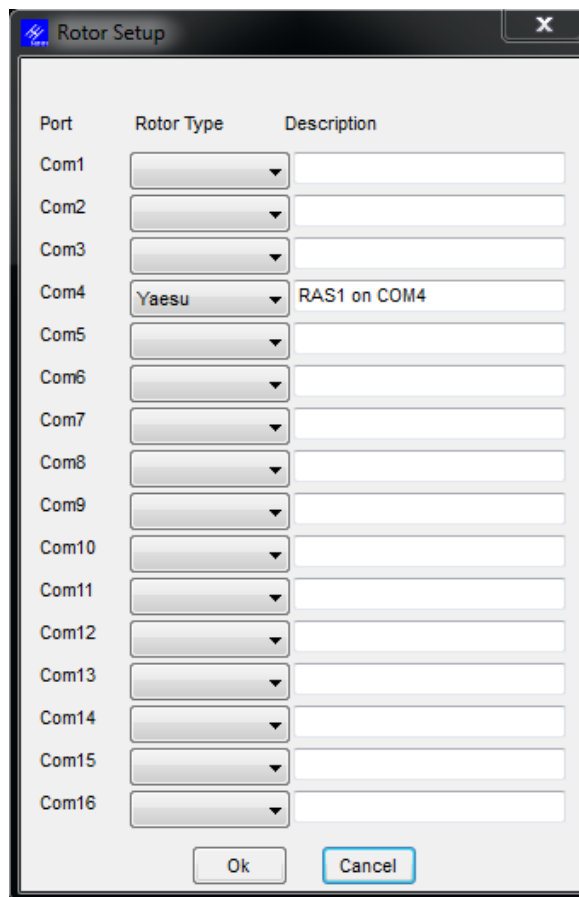 Rotor Setup
Port Rotor Type Description
Com1
Com2
Com3
Com4 Yaesu RAS1 on COM4
Com5
Com6
Com7
Com8
Com9
Com10
Com11
Com12
Com13
Com14
Com15
Com16
Ok Cancel